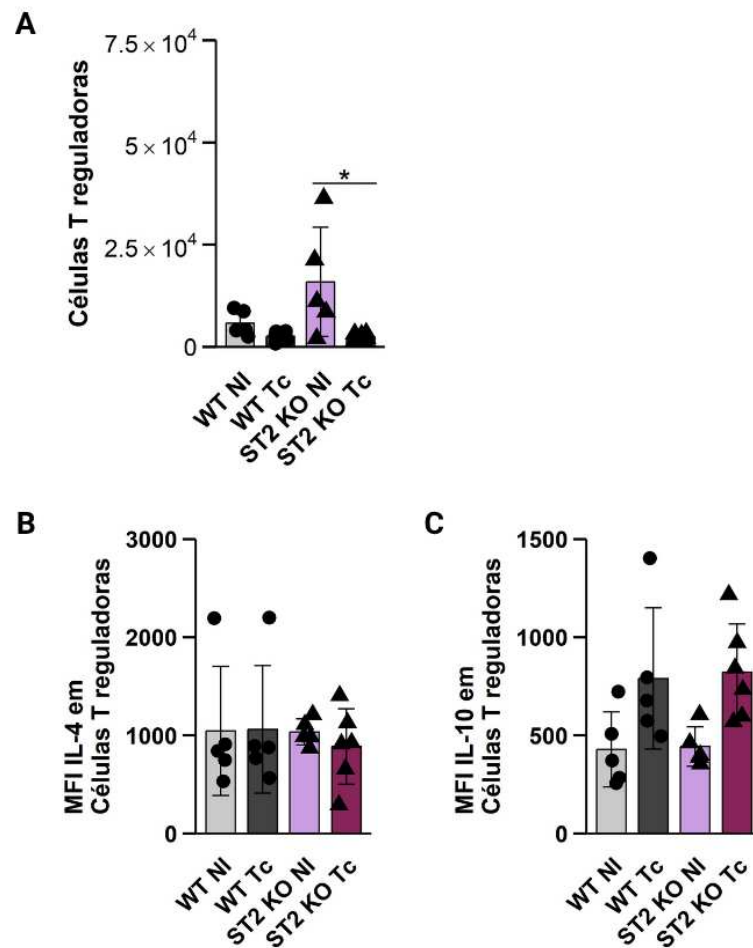 A
Células T reguladoras
7.5 × 10⁴
5 × 10⁴
2.5 × 10⁴
0
*
WT NI
WT Tc
ST2 KO NI
ST2 KO Tc
B
MFI IL-4 em
Células T reguladoras
3000
2000
1000
0
WT NI
WT Tc
ST2 KO NI
ST2 KO Tc
C
MFI IL-10 em
Células T reguladoras
1500
1000
500
0
WT NI
WT Tc
ST2 KO NI
ST2 KO Tc